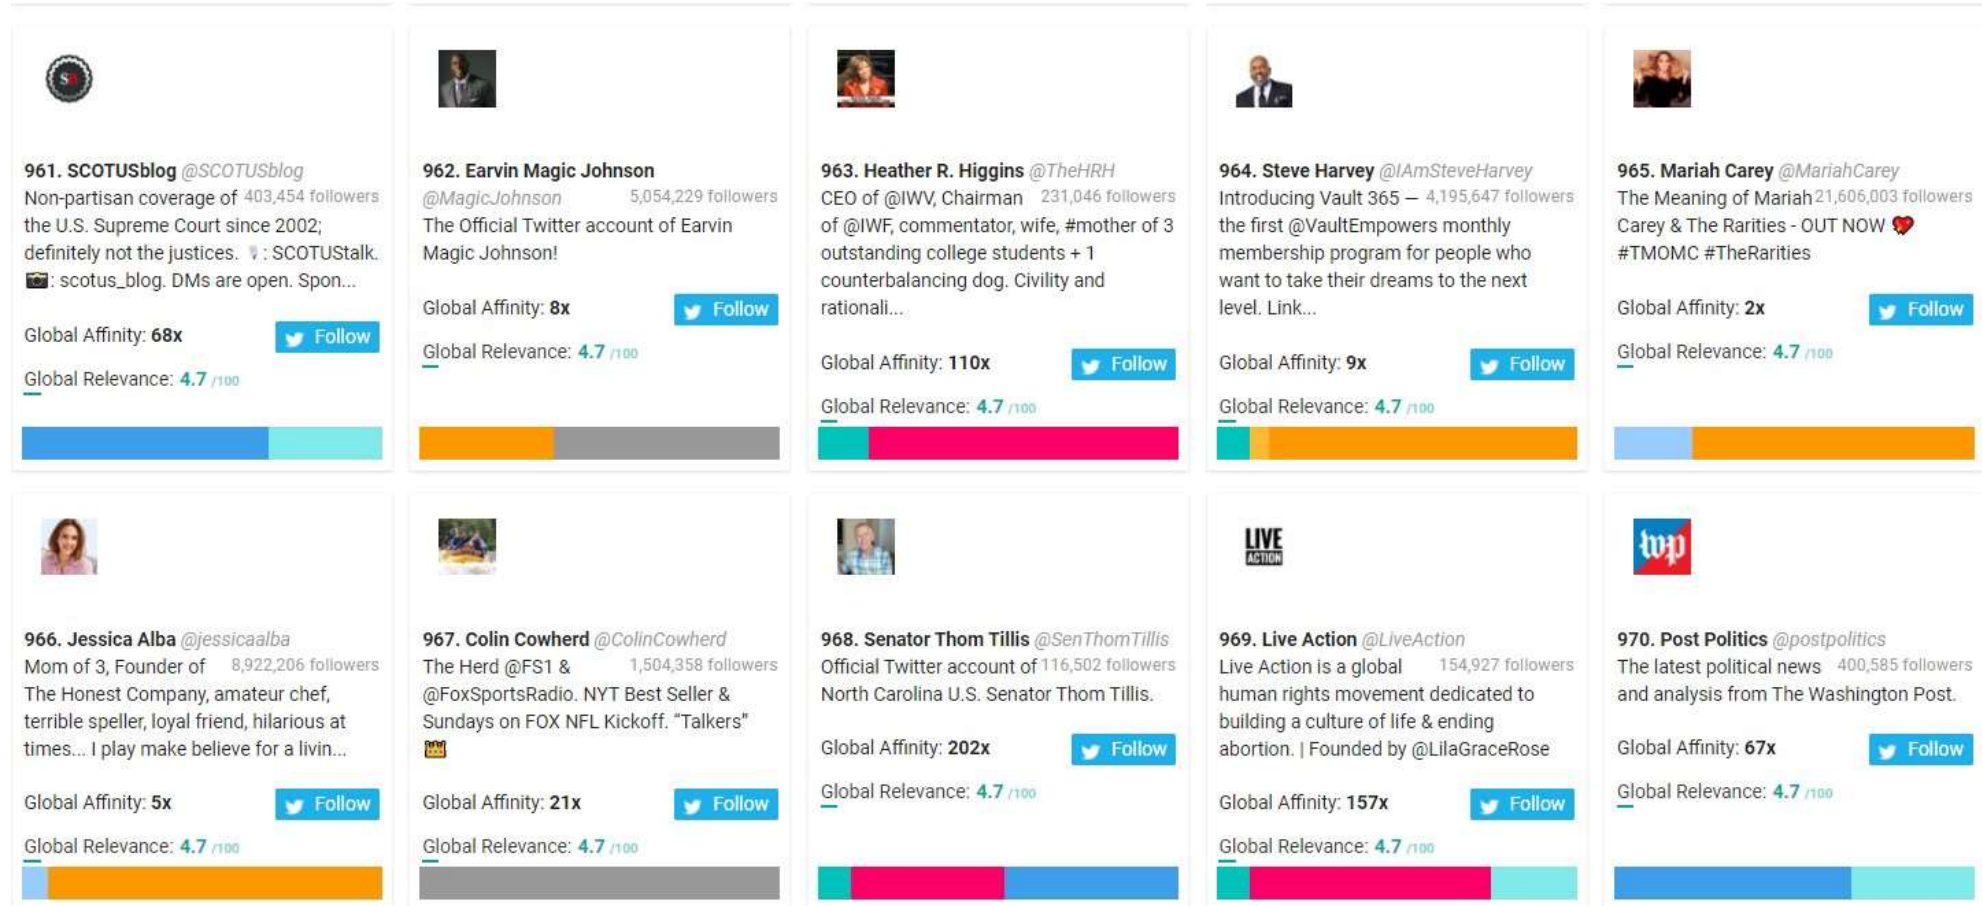 961. SCOTUSblog @SCOTUSblog
Non-partisan coverage of 403,454 followers
the U.S. Supreme Court since 2002;
definitely not the justices. 🎙: SCOTUStalk.
📷: scotus_blog. DMs are open. Spon...
Global Affinity: 68x
Follow
Global Relevance: 4.7 /100
962. Earvin Magic Johnson
@MagicJohnson 5,054,229 followers
The Official Twitter account of Earvin
Magic Johnson!
Global Affinity: 8x
Follow
Global Relevance: 4.7 /100
963. Heather R. Higgins @TheHRH
CEO of @IWV, Chairman 231,046 followers
of @IWF, commentator, wife, #mother of 3
outstanding college students + 1
counterbalancing dog. Civility and
rationali...
Global Affinity: 110x
Follow
Global Relevance: 4.7 /100
964. Steve Harvey @IAmSteveHarvey
Introducing Vault 365 — 4,195,647 followers
the first @VaultEmpowers monthly
membership program for people who
want to take their dreams to the next
level. Link...
Global Affinity: 9x
Follow
Global Relevance: 4.7 /100
965. Mariah Carey @MariahCarey
The Meaning of Mariah 21,606,003 followers
Carey & The Rarities - OUT NOW 💖
#TMOMC #TheRarities
Global Affinity: 2x
Follow
Global Relevance: 4.7 /100
966. Jessica Alba @jessicaalba
Mom of 3, Founder of 8,922,206 followers
The Honest Company, amateur chef,
terrible speller, loyal friend, hilarious at
times... I play make believe for a livin...
Global Affinity: 5x
Follow
Global Relevance: 4.7 /100
967. Colin Cowherd @ColinCowherd
The Herd @FS1 & 1,504,358 followers
@FoxSportsRadio. NYT Best Seller &
Sundays on FOX NFL Kickoff. “Talkers”
👑
Global Affinity: 21x
Follow
Global Relevance: 4.7 /100
968. Senator Thom Tillis @SenThomTillis
Official Twitter account of 116,502 followers
North Carolina U.S. Senator Thom Tillis.
Global Affinity: 202x
Follow
Global Relevance: 4.7 /100
LIVE
ACTION
969. Live Action @LiveAction
Live Action is a global 154,927 followers
human rights movement dedicated to
building a culture of life & ending
abortion. | Founded by @LilaGraceRose
Global Affinity: 157x
Follow
Global Relevance: 4.7 /100
wp
970. Post Politics @postpolitics
The latest political news 400,585 followers
and analysis from The Washington Post.
Global Affinity: 67x
Follow
Global Relevance: 4.7 /100